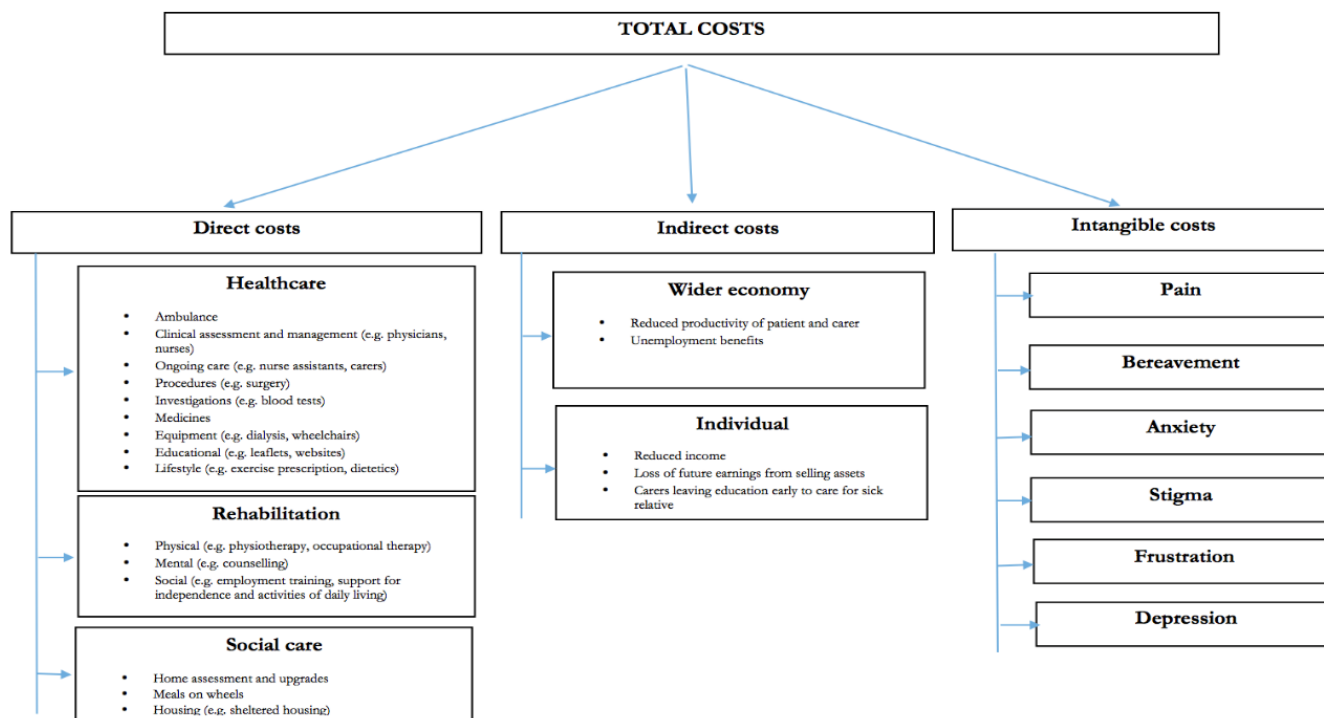 TOTAL COSTS
Direct costs
Healthcare
• Ambulance
• Clinical assessment and management (e.g. physicians,
nurses)
• Ongoing care (e.g. nurse assistants, carers)
• Procedures (e.g. surgery)
• Investigations (e.g. blood tests)
• Medicines
• Equipment (e.g. dialysis, wheelchairs)
• Educational (e.g. leaflets, websites)
• Lifestyle (e.g. exercise prescription, dietetics)
Rehabilitation
• Physical (e.g. physiotherapy, occupational therapy)
• Mental (e.g. counselling)
• Social (e.g. employment training, support for
independence and activities of daily living)
Social care
• Home assessment and upgrades
• Meals on wheels
• Housing (e.g. sheltered housing)
Indirect costs
Wider economy
• Reduced productivity of patient and carer
• Unemployment benefits
Individual
• Reduced income
• Loss of future earnings from selling assets
• Carers leaving education early to care for sick
relative
Intangible costs
Pain
Bereavement
Anxiety
Stigma
Frustration
Depression